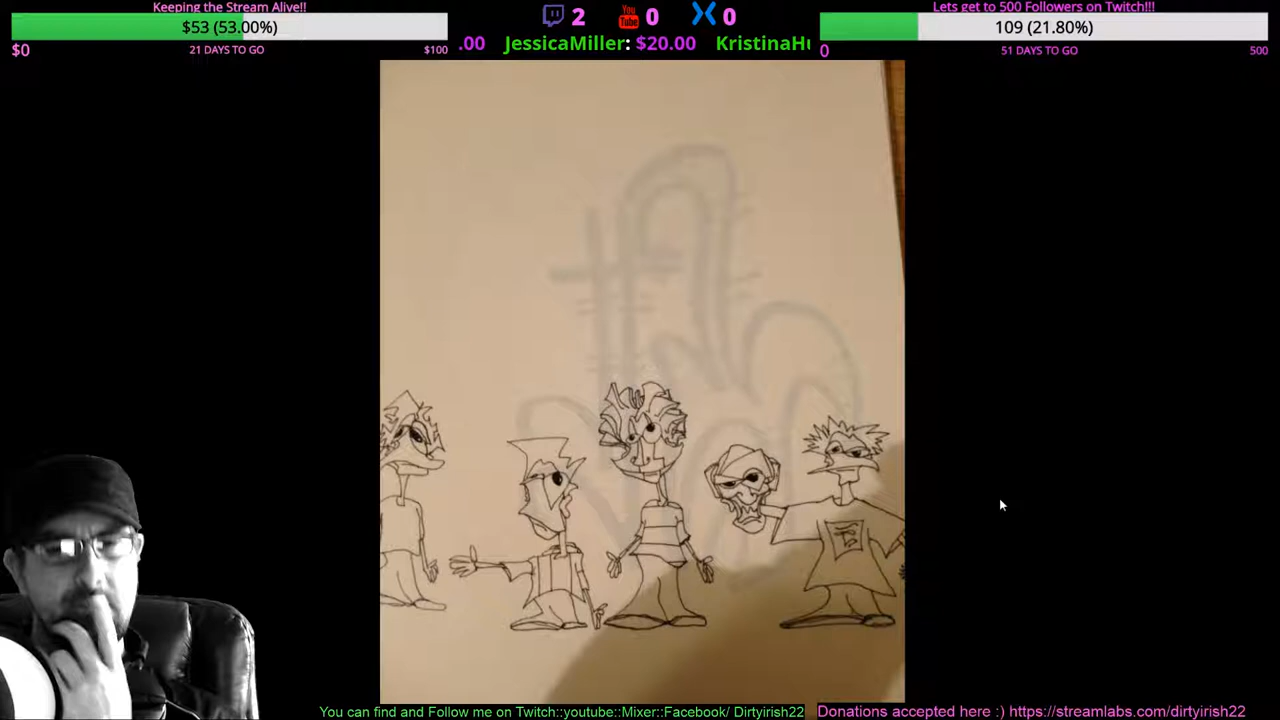 Keeping the Stream Alive!!
$53 (53.00%)
$0
21 DAYS TO GO
$100
2
You Tube
0
0
.00 JessicaMiller: $20.00
Lets get to 500 Followers on Twitch!!!
109 (21.80%)
0
51 DAYS TO GO
500
You can find and Follow me on Twitch::youtube::Mixer::Facebook/ Dirtyirish22
Donations accepted here :) https://streamlabs.com/dirtyirish22